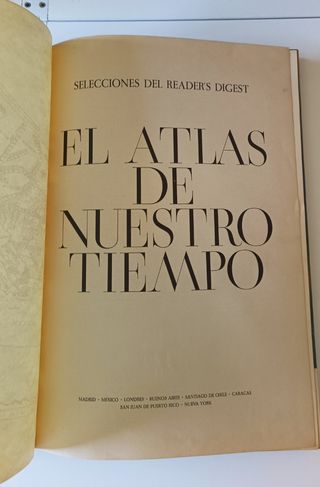 SELECCIONES DEL READER'S DIGEST
EL ATLAS
DE
NUESTRO
TIEMPO
MADRID · MEXICO · LONDRES · BUENOS AIRES · SANTIAGO DE CHILE · CARACAS
SAN JUAN DE PUERTO RICO · NUEVA YORK